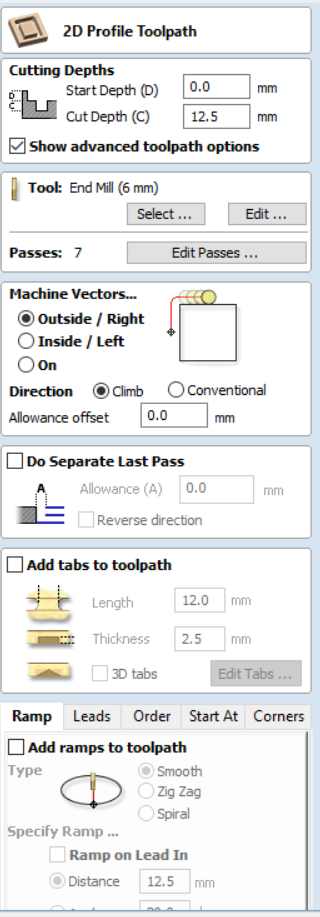 2D Profile Toolpath
Cutting Depths
Start Depth (D) 0.0 mm
D
C
Cut Depth (C) 12.5 mm
Show advanced toolpath options
Tool: End Mill (6 mm)
Select ... Edit ...
Passes: 7 Edit Passes ...
Machine Vectors...
Outside / Right
Inside / Left
On
Direction Climb Conventional
Allowance offset 0.0 mm
Do Separate Last Pass
A Allowance (A) 0.0 mm
Reverse direction
Add tabs to toolpath
Length 12.0 mm
Thickness 2.5 mm
3D tabs Edit Tabs ...
Ramp Leads Order Start At Corners
Add ramps to toolpath
Type Smooth
Zig Zag
Spiral
Specify Ramp ...
Ramp on Lead In
Distance 12.5 mm